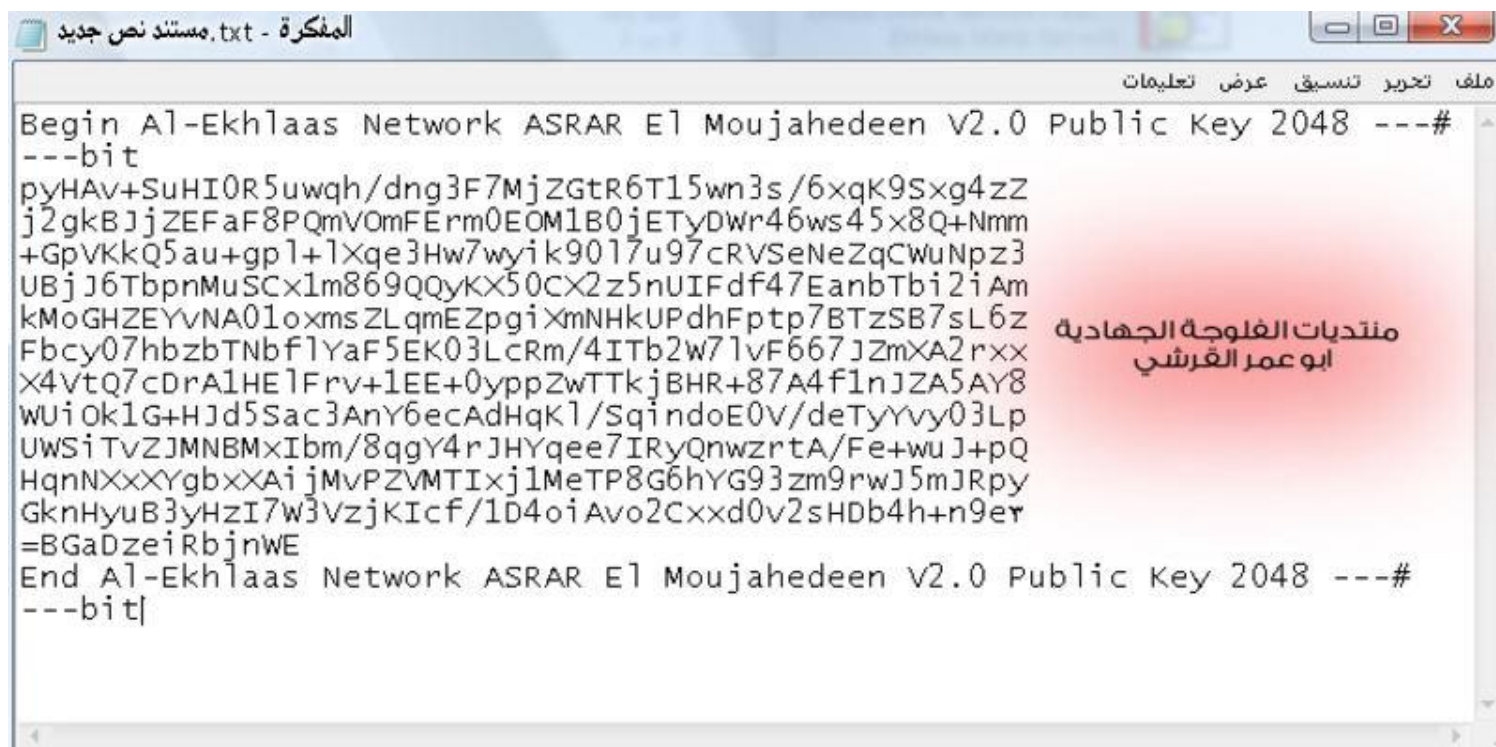 مستند نص جديد.txt - المفكرة
ملف تحرير تنسيق عرض تعليمات
Begin Al-Ekhlaas Network ASRAR El Moujahedeen V2.0 Public Key 2048 ---#
---bit
pyHAv+SuHI0R5uwqh/dng3F7MjZGtR6T15wn3s/6xqK9Sxg4zZ
j2gkBJjZEFaF8PQmVOmFErm0EOM1B0jETyDWr46ws45x8Q+Nmm
+GpVKkQ5au+gpl+lXqe3Hw7wyik90l7u97cRVSeNeZqCWuNpz3
UBjJ6TbpnMuSCx1m869QQyKX50CX2z5nUIFdf47EanbTbi2iAm
kMoGHZEYvNA01oxmsZLqmEZpgiXmNHkUPdhFptp7BTzSB7sL6z
Fbcy07hbzbTNbflYaF5EK03LcRm/4ITb2W7lvF667JZmXA2rxx
X4VtQ7cDrA1HElFrv+1EE+0yppZwTTkjBHR+87A4f1nJZA5AY8
WUiOk1G+HJd5Sac3AnY6ecAdHqKl/SqindoE0V/deTyYvy03Lp
UWSiTvZJMNBMxIbm/8qgY4rJHYqee7IRyQnwzrtA/Fe+wuJ+pQ
HqnNXxXYgbxXAijMvPZVMTIxj1MeTP8G6hYG93zm9rwJ5mJRpy
GknHyuB3yHzI7W3VzjKIcf/1D4oiAvo2Cxxd0v2sHDb4h+n9e٢
=BGaDzeiRbjnWE
End Al-Ekhlaas Network ASRAR El Moujahedeen V2.0 Public Key 2048 ---#
---bit
منتديات الفلوجة الجهادية
ابو عمر القرشي